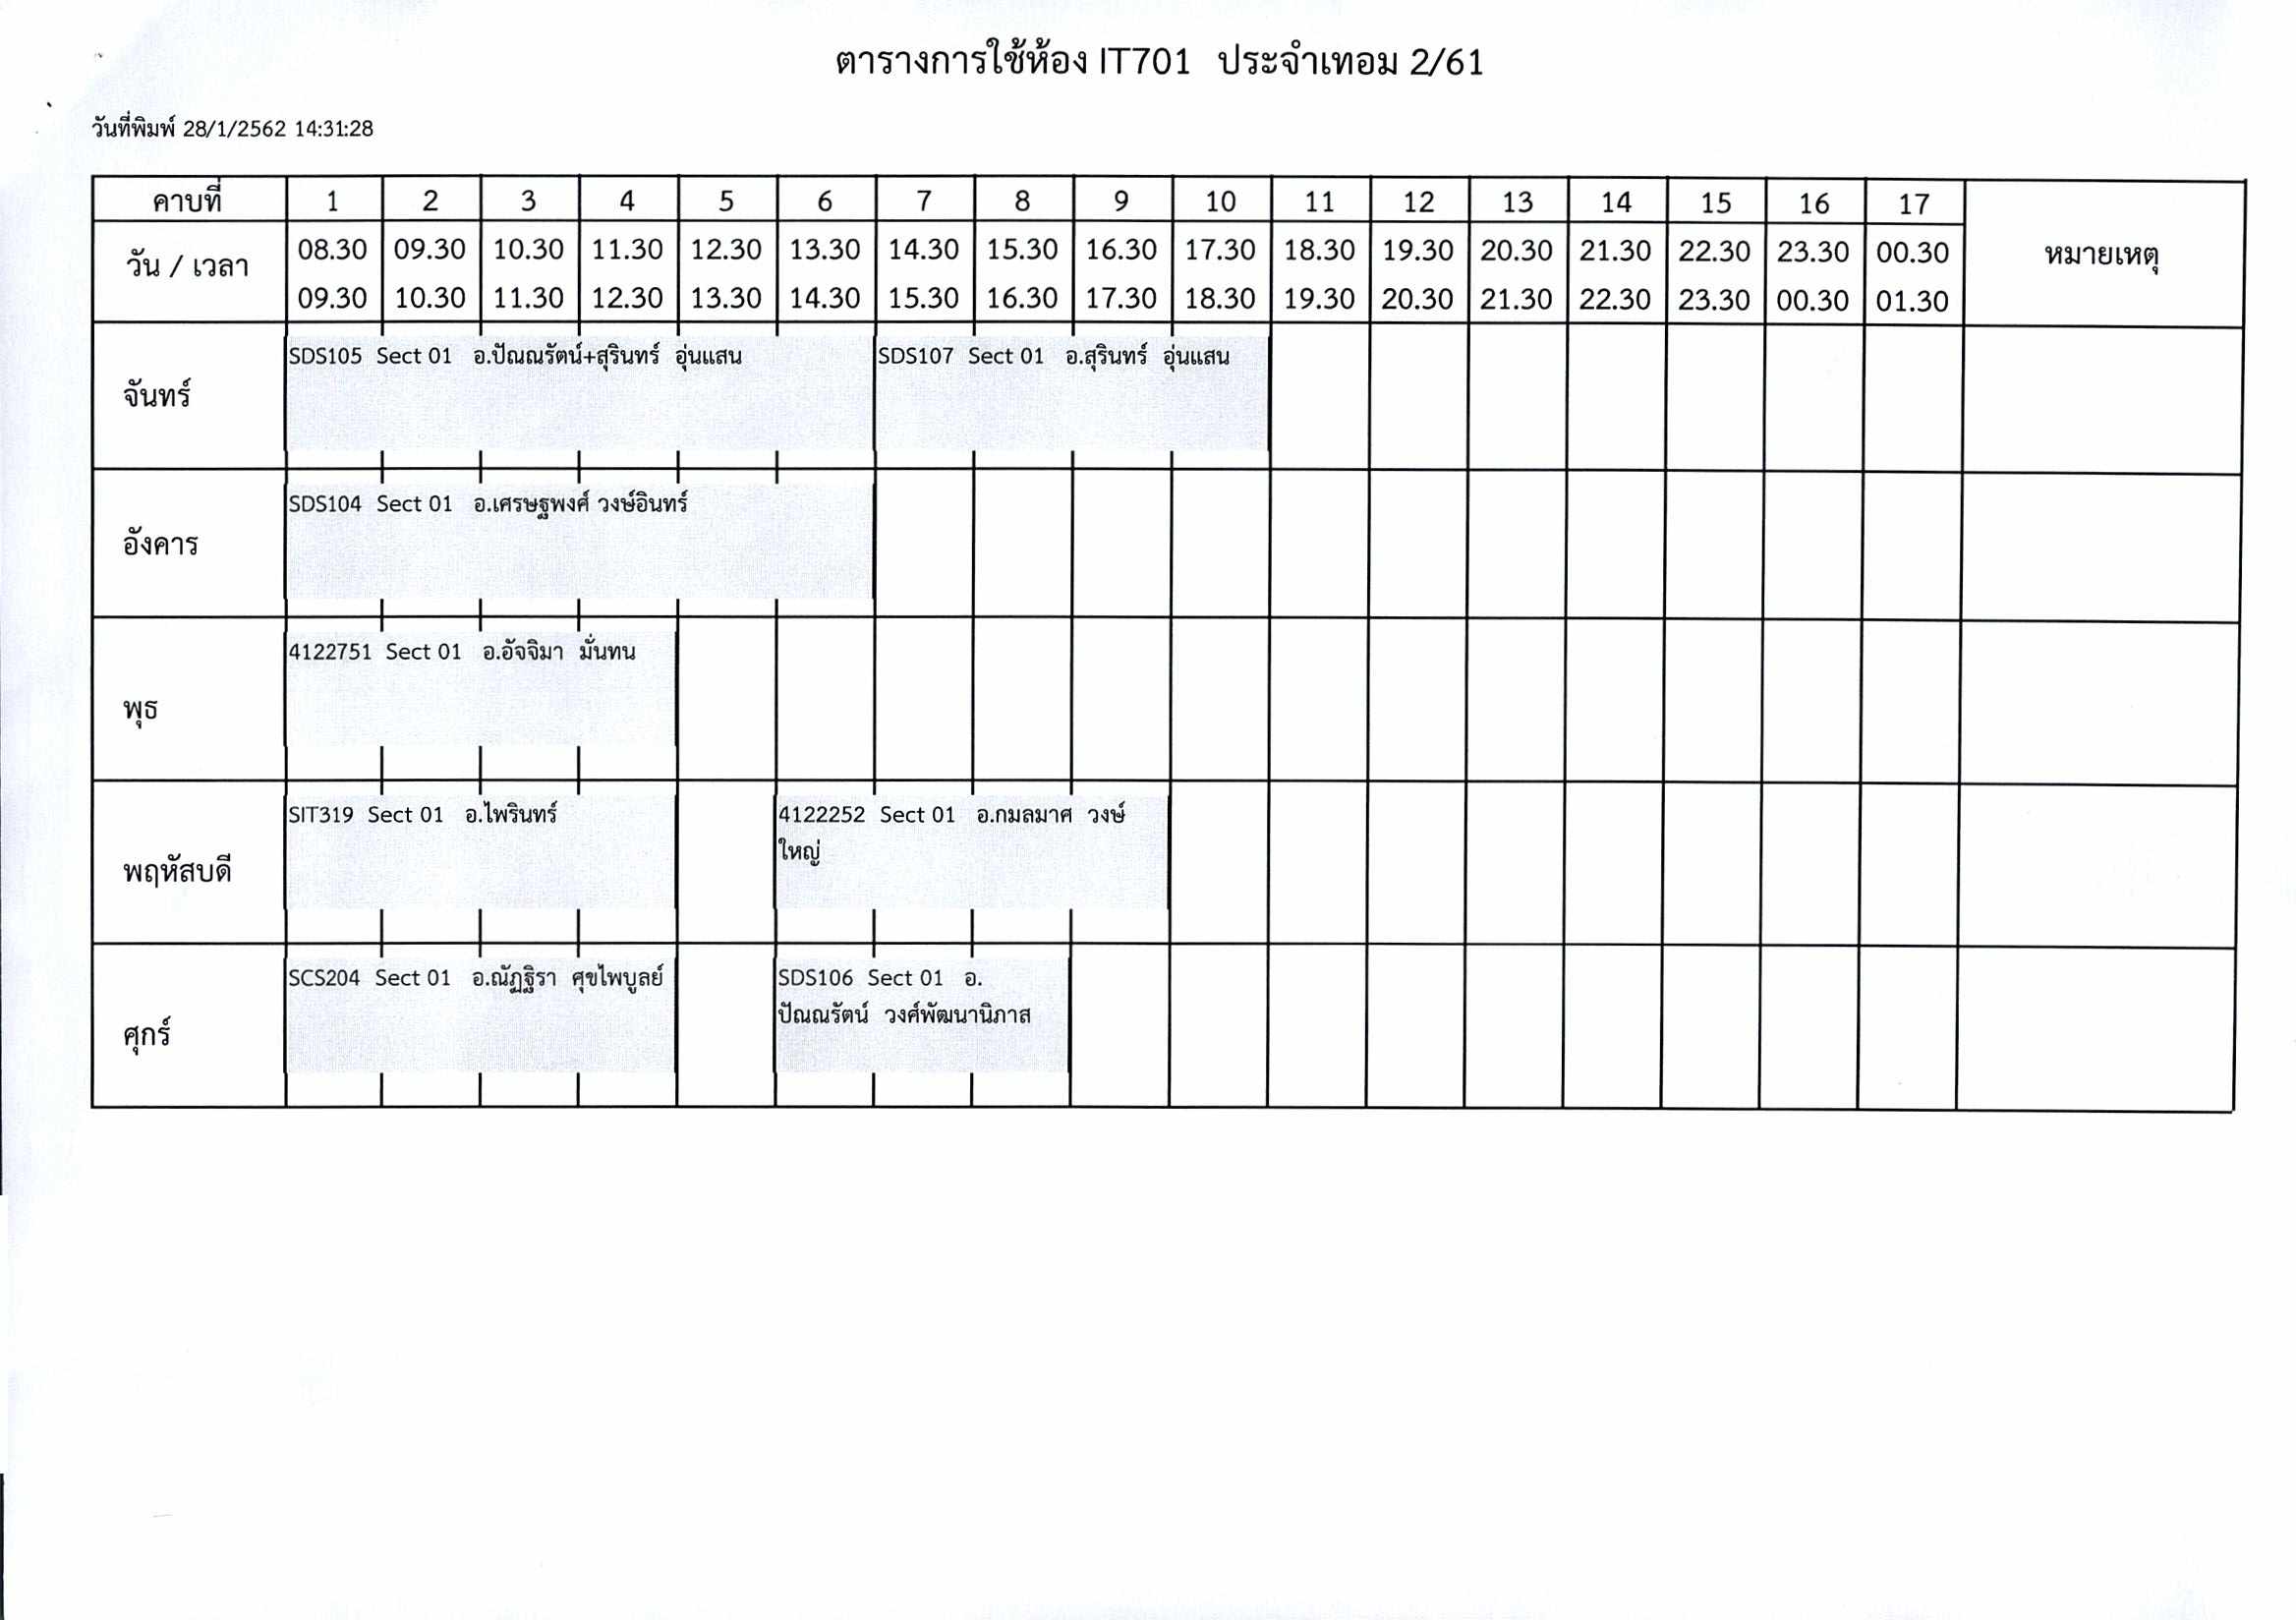 ตารางการใช้ห้อง IT701 ประจำเทอม 2/61
วันที่พิมพ์ 28/1/2562 14:31:28
คาบที่ 1 2 3 4 5 6 7 8 9 10 11 12 13 14 15 16 17
วัน / เวลา 08.30 09.30 10.30 11.30 12.30 13.30 14.30 15.30 16.30 17.30 18.30 19.30 20.30 21.30 22.30 23.30 00.30 หมายเหตุ
09.30 10.30 11.30 12.30 13.30 14.30 15.30 16.30 17.30 18.30 19.30 20.30 21.30 22.30 23.30 00.30 01.30
จันทร์
SDS105 Sect 01 อ.ปัณณรัตน์+สุรินทร์ อุ่นแสน
SDS107 Sect 01 อ.สุรินทร์ อุ่นแสน
อังคาร
SDS104 Sect 01 อ.เศรษฐพงศ์ วงษ์อินทร์
พุธ
4122751 Sect 01 อ.อัจจิมา มั่นทน
พฤหัสบดี
SIT319 Sect 01 อ.ไพรินทร์
4122252 Sect 01 อ.กมลมาศ วงษ์
ใหญ่
ศุกร์
SCS204 Sect 01 อ.ณัฏฐิรา ศุขไพบูลย์
SDS106 Sect 01 อ.
ปัณณรัตน์ วงศ์พัฒนานิภาส